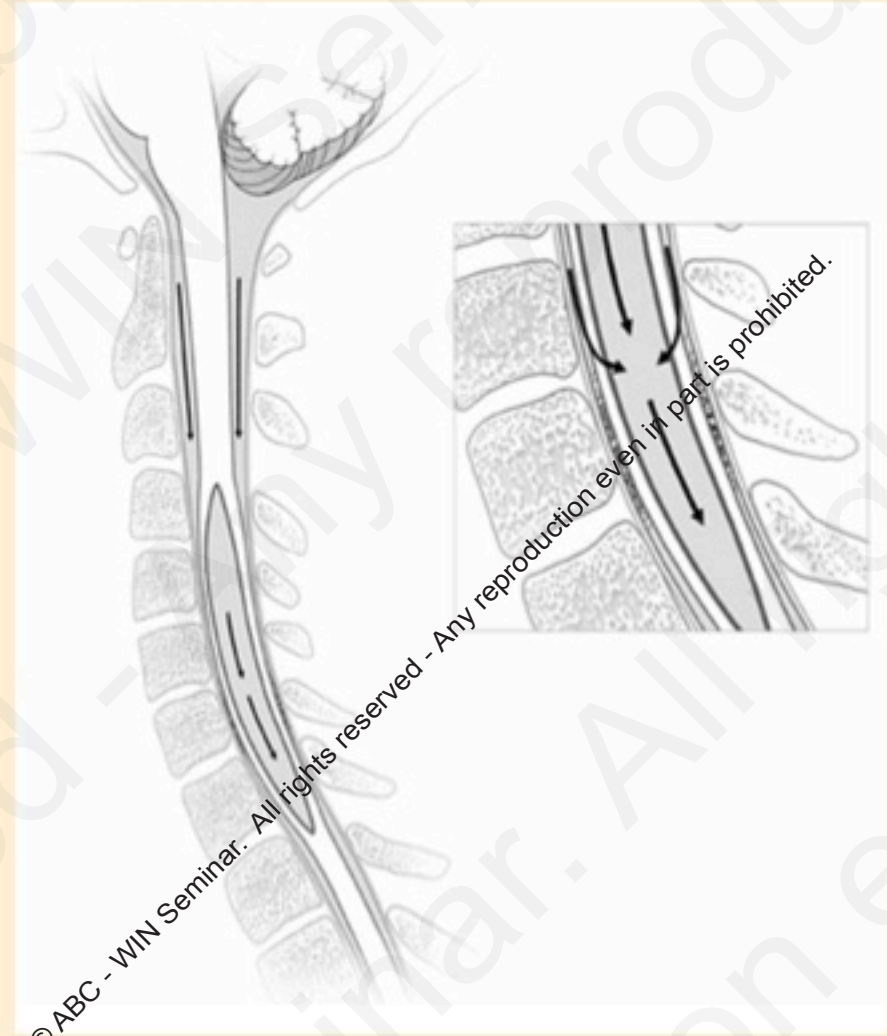 © ABC - WIN Seminar. All rights reserved - Any reproduction even in part is prohibited.